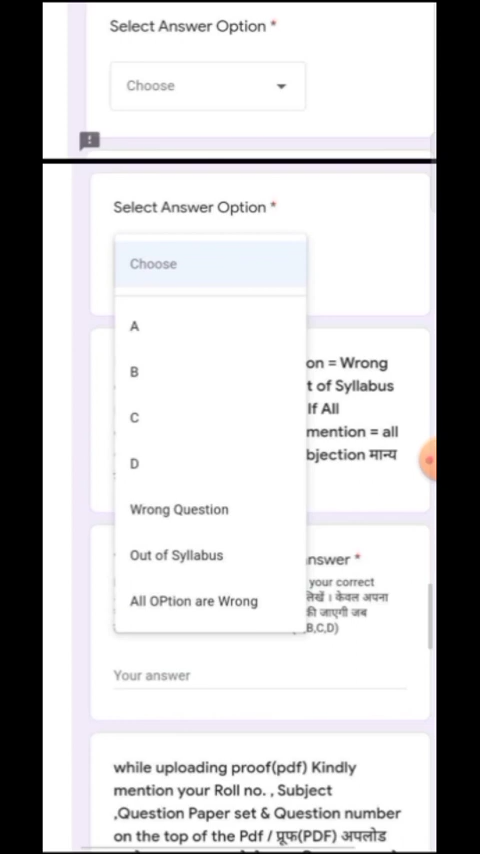 Select Answer Option *
Choose
!
Select Answer Option *
Choose
A
on = Wrong
B
t of Syllabus
If All
C
mention = all
bjection मान्य
D
Wrong Question
Out of Syllabus
nswer *
your correct
All OPtion are Wrong
लिखें । केवल अपना
की जाएगी जब
B,C,D)
Your answer
while uploading proof(pdf) Kindly
mention your Roll no. , Subject
,Question Paper set & Question number
on the top of the Pdf / प्रूफ(PDF) अपलोड